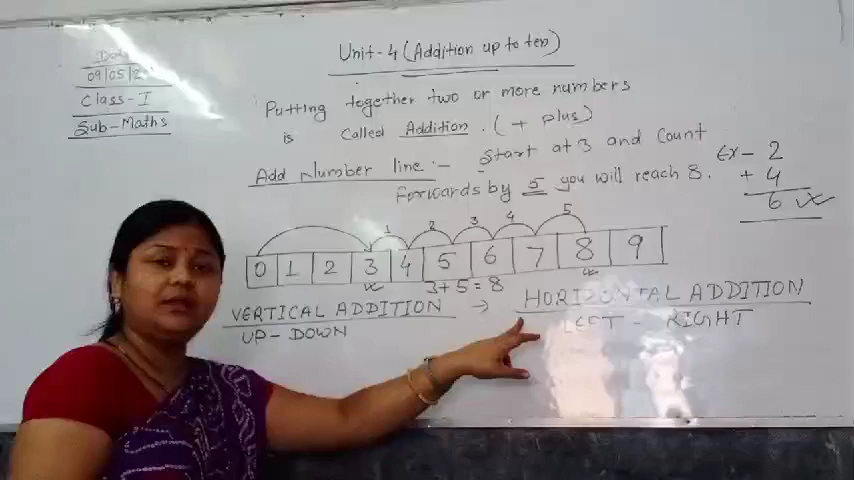 Unit-4 (Addition up to ten)
Date
09/05/2
Class-I
Sub-Maths
Putting together two or more numbers
is called Addition. (+ plus)
Add Number line :- Start at 3 and Count
forwards by 5 you will reach 8.
Ex- 2
+ 4
6
1 2 3 4 5
0 1 2 3 4 5 6 7 8 9
3+5=8
VERTICAL ADDITION → HORIZONTAL ADDITION
UP-DOWN LEFT - RIGHT